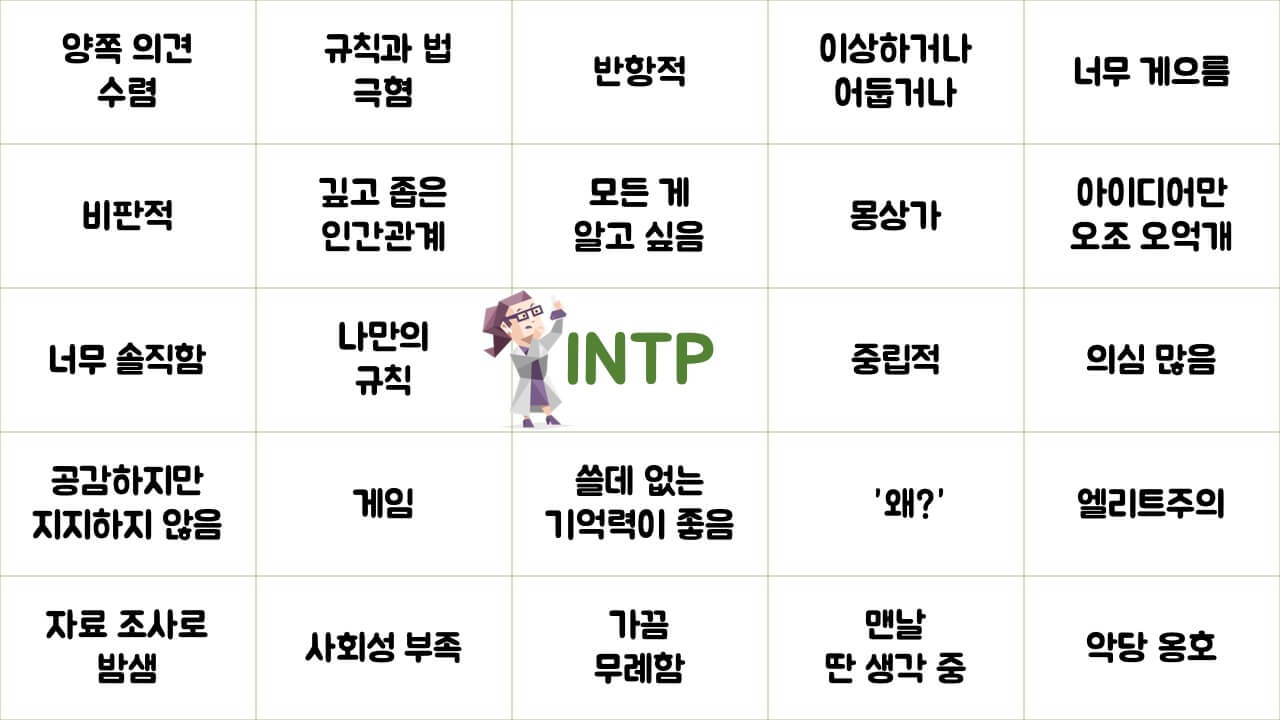 양쪽 의견
수렴
규칙과 법
극혐
반항적
이상하거나
어둡거나
너무 게으름
비판적
깊고 좁은
인간관계
모든 게
알고 싶음
몽상가
아이디어만
오조 오억개
너무 솔직함
나만의
규칙
INTP
중립적
의심 많음
공감하지만
지지하지 않음
게임
쓸데 없는
기억력이 좋음
'왜?'
엘리트주의
자료 조사로
밤샘
사회성 부족
가끔
무례함
맨날
딴 생각 중
악당 옹호